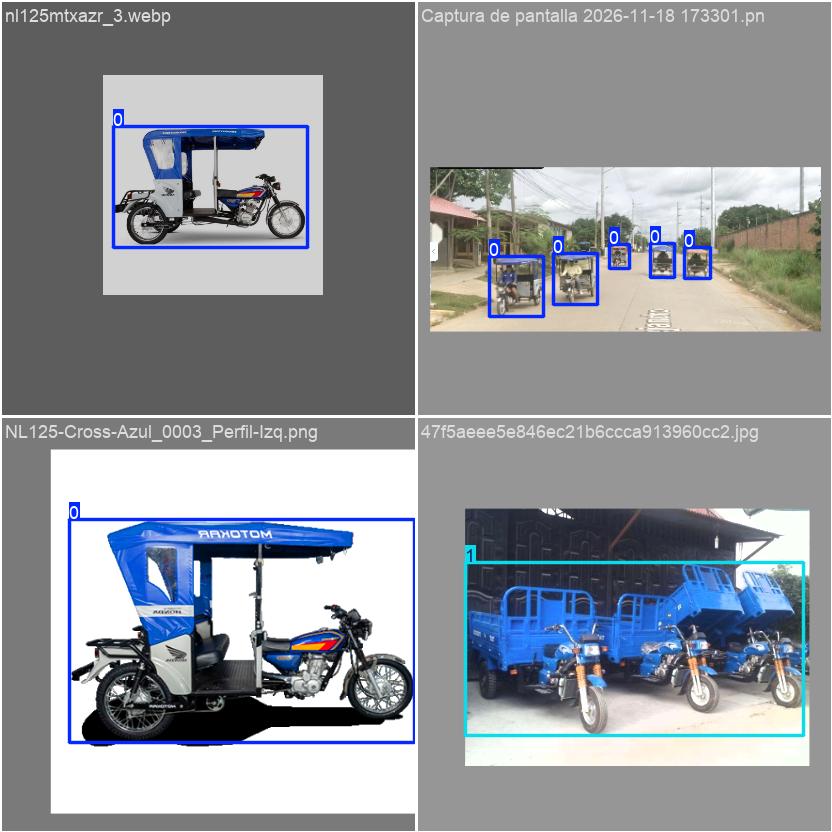 nl125mtxazr_3.webp
Captura de pantalla 2026-11-18 173301.pn
0
0
0
0
0
0
NL125-Cross-Azul_0003_Perfil-Izq.png
47f5aeee5e846ec21b6ccca913960cc2.jpg
0
MOTOKAR
HONDA
1